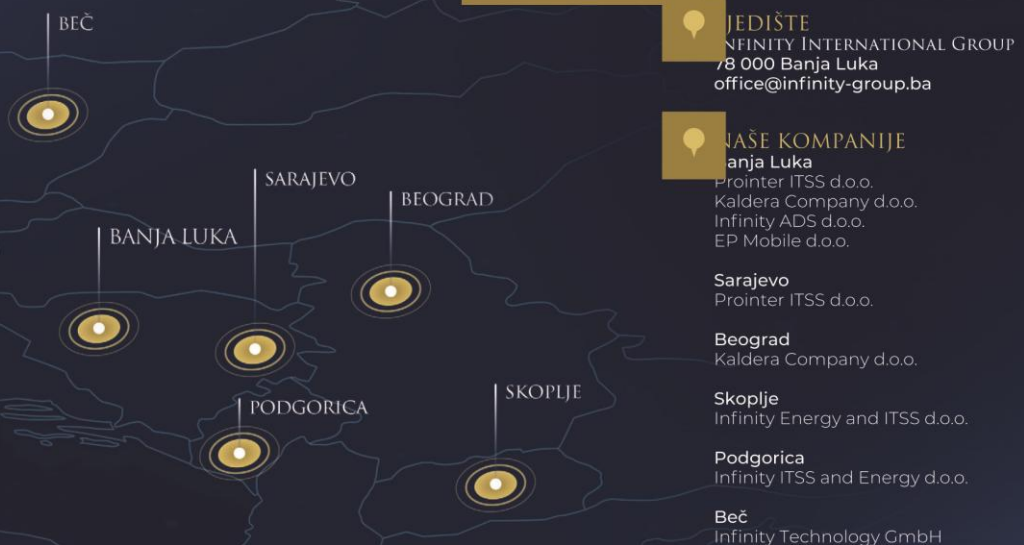 BEČ
SARAJEVO
BEOGRAD
BANJA LUKA
PODGORICA
SKOPLJE
JEDIŠTE
NFINITY INTERNATIONAL GROUP
78 000 Banja Luka
office@infinity-group.ba
NAŠE KOMPANIJE
anja Luka
Prointer ITSS d.o.o.
Kaldera Company d.o.o.
Infinity ADS d.o.o.
EP Mobile d.o.o.
Sarajevo
Prointer ITSS d.o.o.
Beograd
Kaldera Company d.o.o.
Skoplje
Infinity Energy and ITSS d.o.o.
Podgorica
Infinity ITSS and Energy d.o.o.
Beč
Infinity Technology GmbH